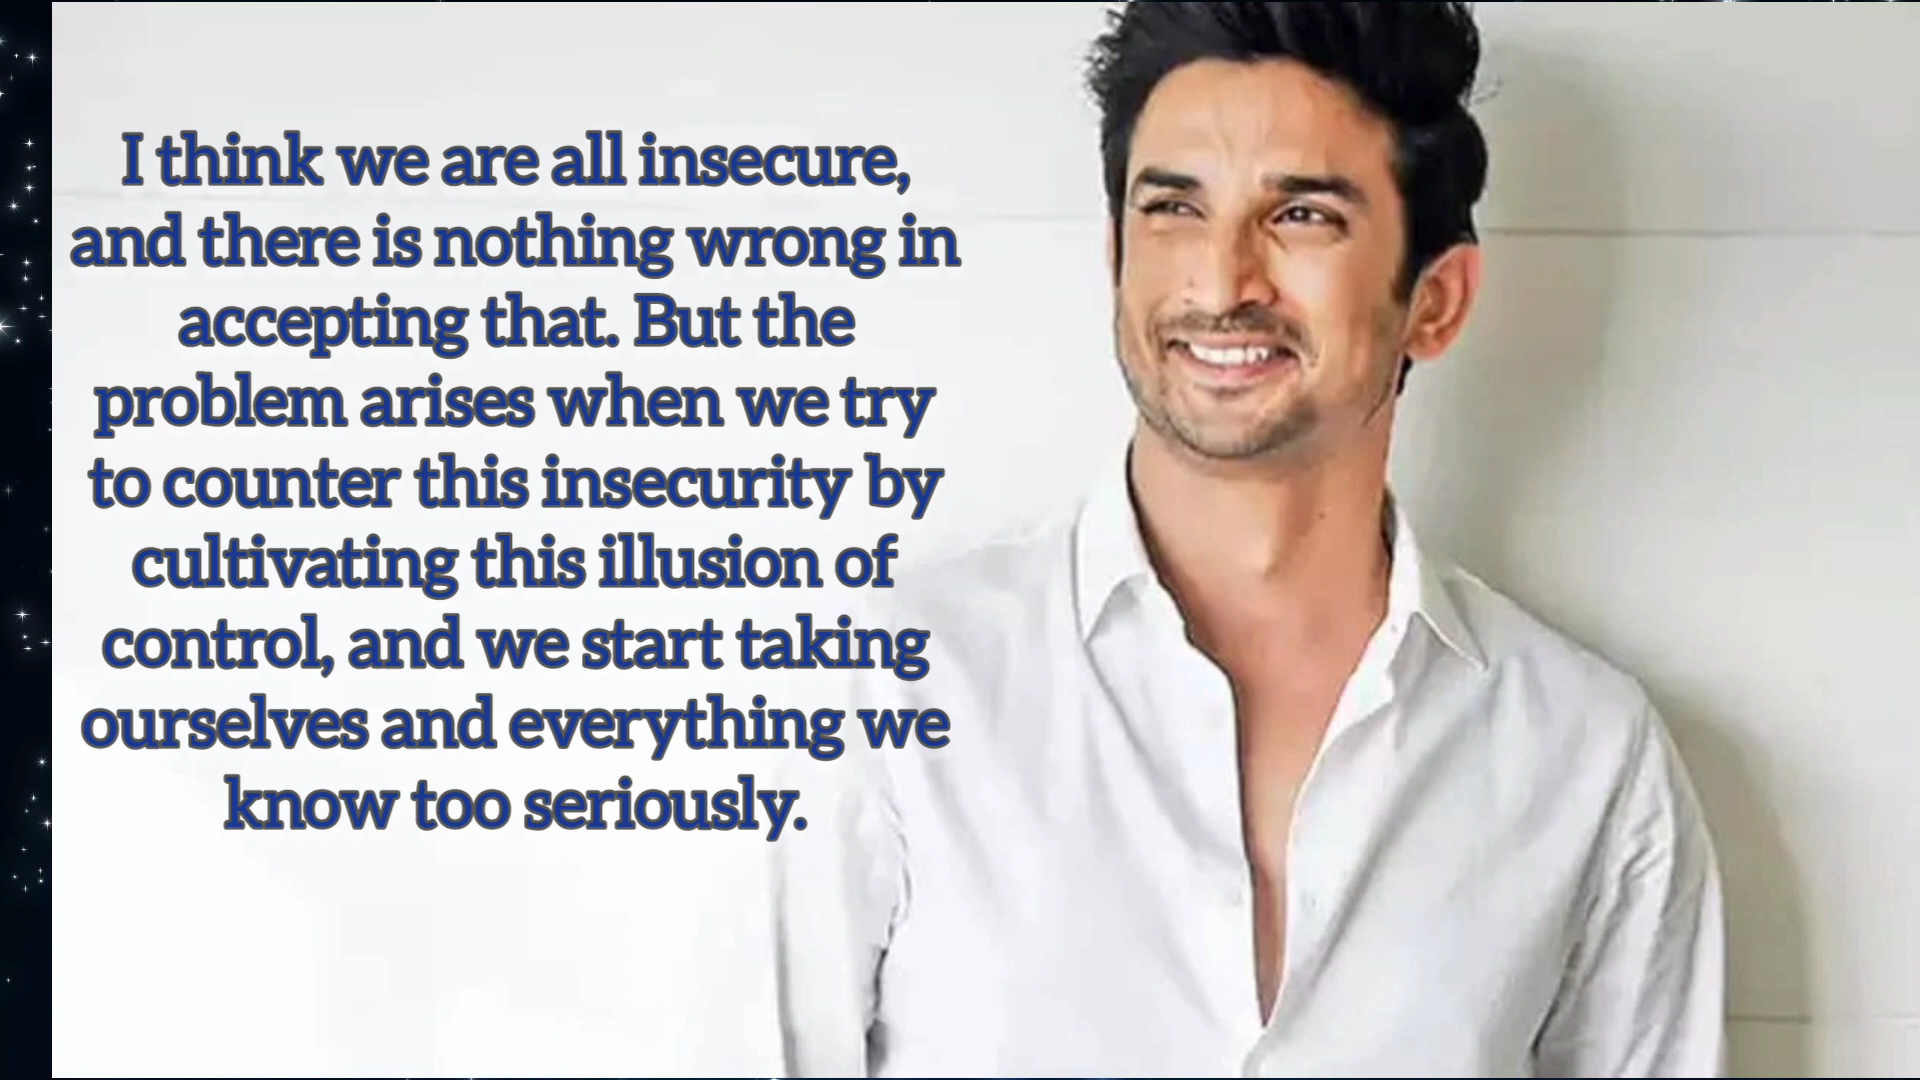 I think we are all insecure,
and there is nothing wrong in
accepting that. But the
problem arises when we try
to counter this insecurity by
cultivating this illusion of
control, and we start taking
ourselves and everything we
know too seriously.